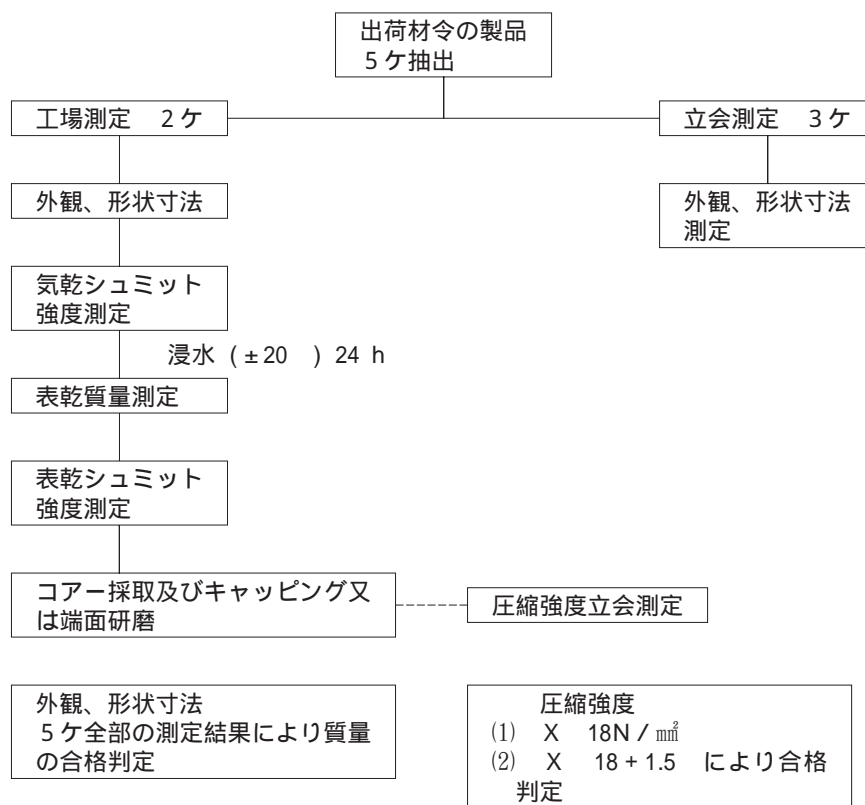 出荷材令の製品
5ケ抽出
工場測定　2ケ
立会測定　3ケ
外観、形状寸法
外観、形状寸法
測定
気乾シュミット
強度測定
浸水 (±20　) 24 h
表乾質量測定
表乾シュミット
強度測定
コアー採取及びキャッピング又
は端面研磨
圧縮強度立会測定
外観、形状寸法
5ケ全部の測定結果により質量
の合格判定
圧縮強度
⑴　X　18N / ㎟
⑵　X　18 + 1.5　により合格
判定